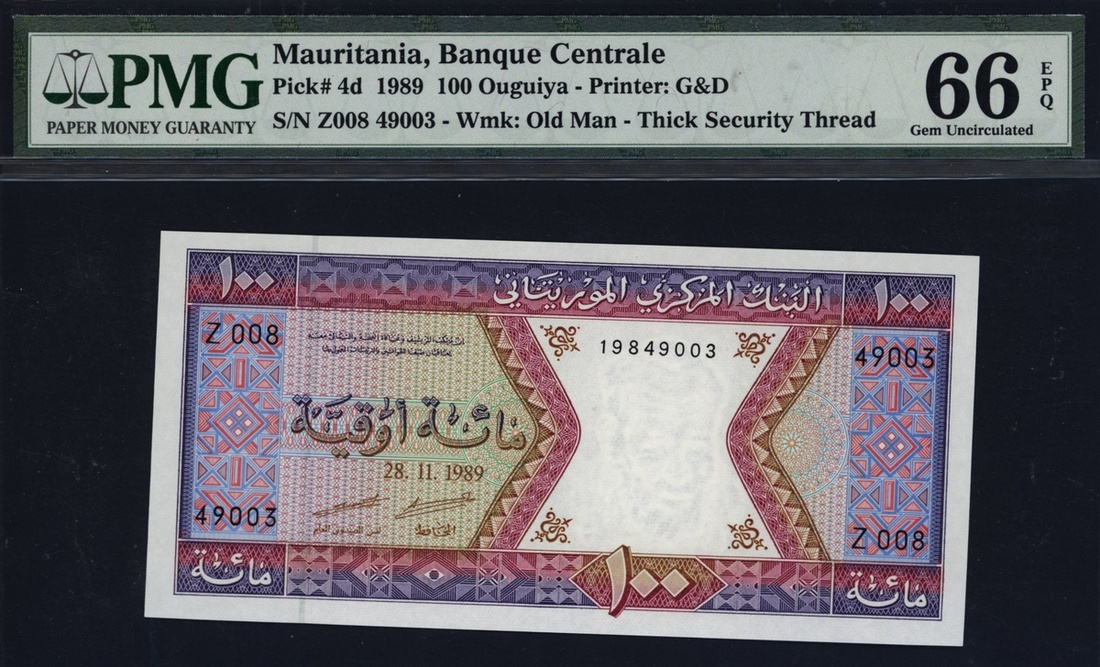 PMG
PAPER MONEY GUARANTY
Mauritania, Banque Centrale
Pick# 4d 1989 100 Ouguiya - Printer: G&D
S/N Z008 49003 - Wmk: Old Man - Thick Security Thread
66
EPQ
Gem Uncirculated
١٠٠
البنك المركزي الموريتاني
١٠٠
Z 008
19849003
49003
مائة أوقية
28. 11. 1989
49003
المحافظ
Z 008
مائة
١٠٠
مائة